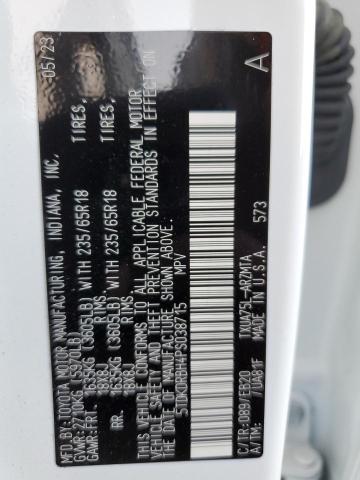 MFD. BY: TOYOTA MOTOR MANUFACTURING, INDIANA, INC. 05/23
GVWR: 2710KG (5970LB)
GAWR: FRT. 1635KG (3605LB) WITH 235/65R18 TIRES,
18X8J RIMS
RR. 1635KG (3605LB) WITH 235/65R18 TIRES,
18X8J RIMS
THIS VEHICLE CONFORMS TO ALL APPLICABLE FEDERAL MOTOR
VEHICLE SAFETY AND THEFT PREVENTION STANDARDS IN EFFECT ON
THE DATE OF MANUFACTURE SHOWN ABOVE.
MPV A
C/TR: D89/EB20 TXUA75L-ARZMTA
A/TM: /UA81F MADE IN U.S.A. 573